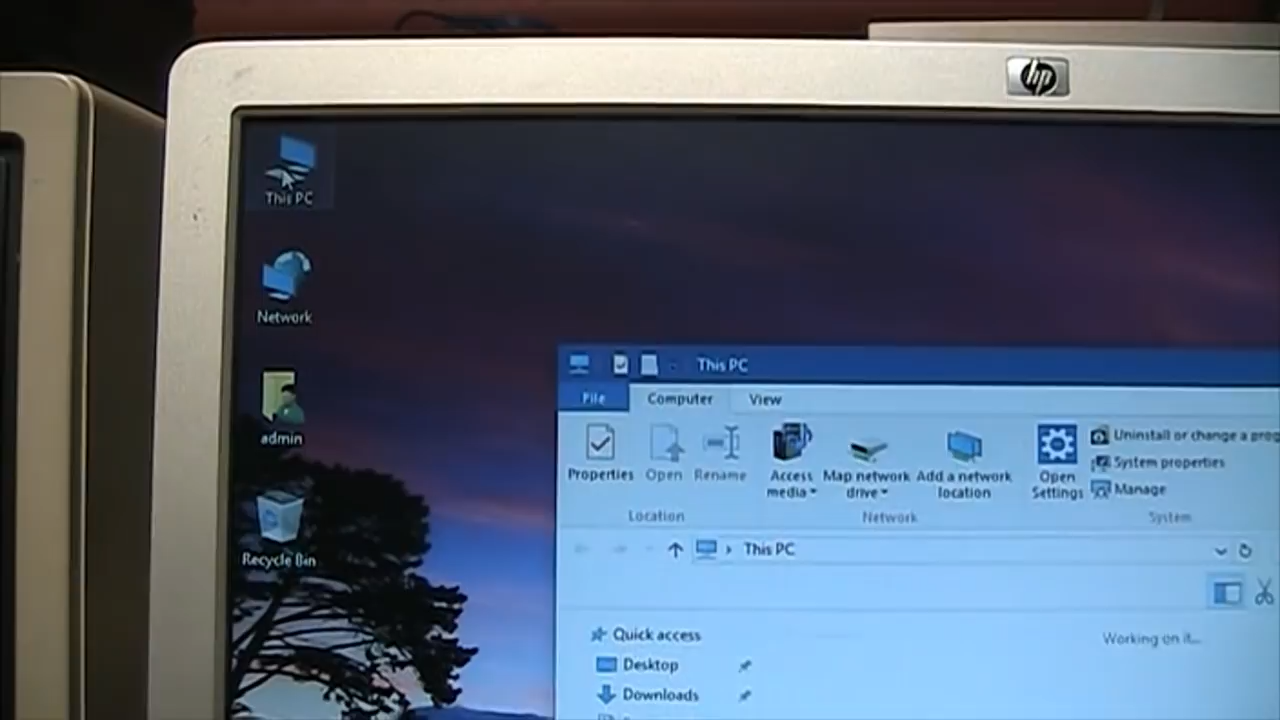 hp
This PC
Network
admin
Recycle Bin
This PC
File Computer View
Properties Open Rename
Access media
Map network drive
Add a network location
Open Settings
Uninstall or change a prog
System properties
Manage
Location Network System
This PC
Quick access
Working on it...
Desktop
Downloads